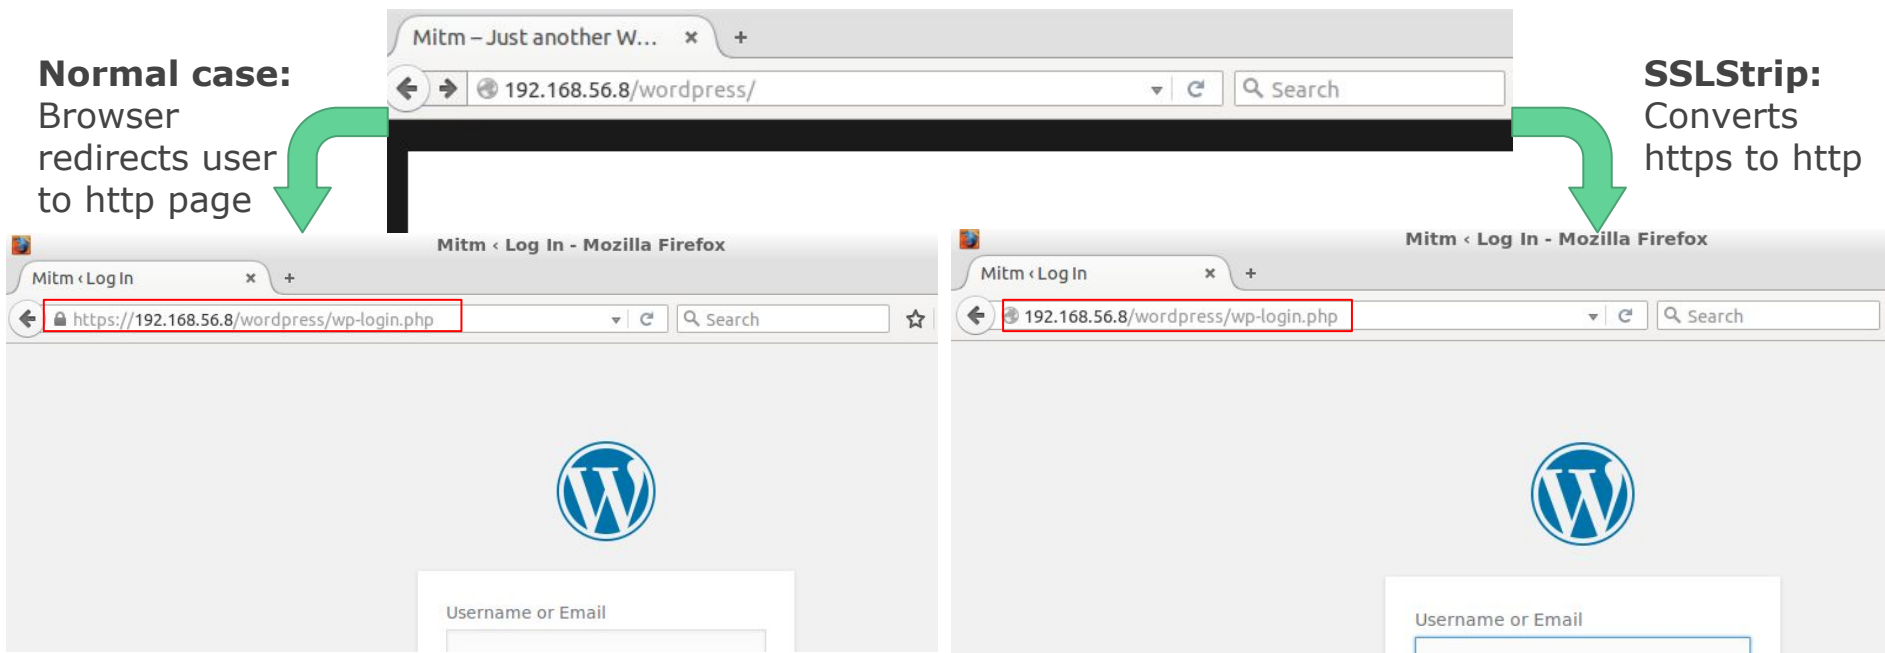 Mitm – Just another W...
192.168.56.8/wordpress/
Search
Normal case:
Browser
redirects user
to http page
SSLStrip:
Converts
https to http
Mitm ‹ Log In - Mozilla Firefox
Mitm ‹ Log In
https://192.168.56.8/wordpress/wp-login.php
Search
Username or Email
Mitm ‹ Log In - Mozilla Firefox
Mitm ‹ Log In
192.168.56.8/wordpress/wp-login.php
Search
Username or Email